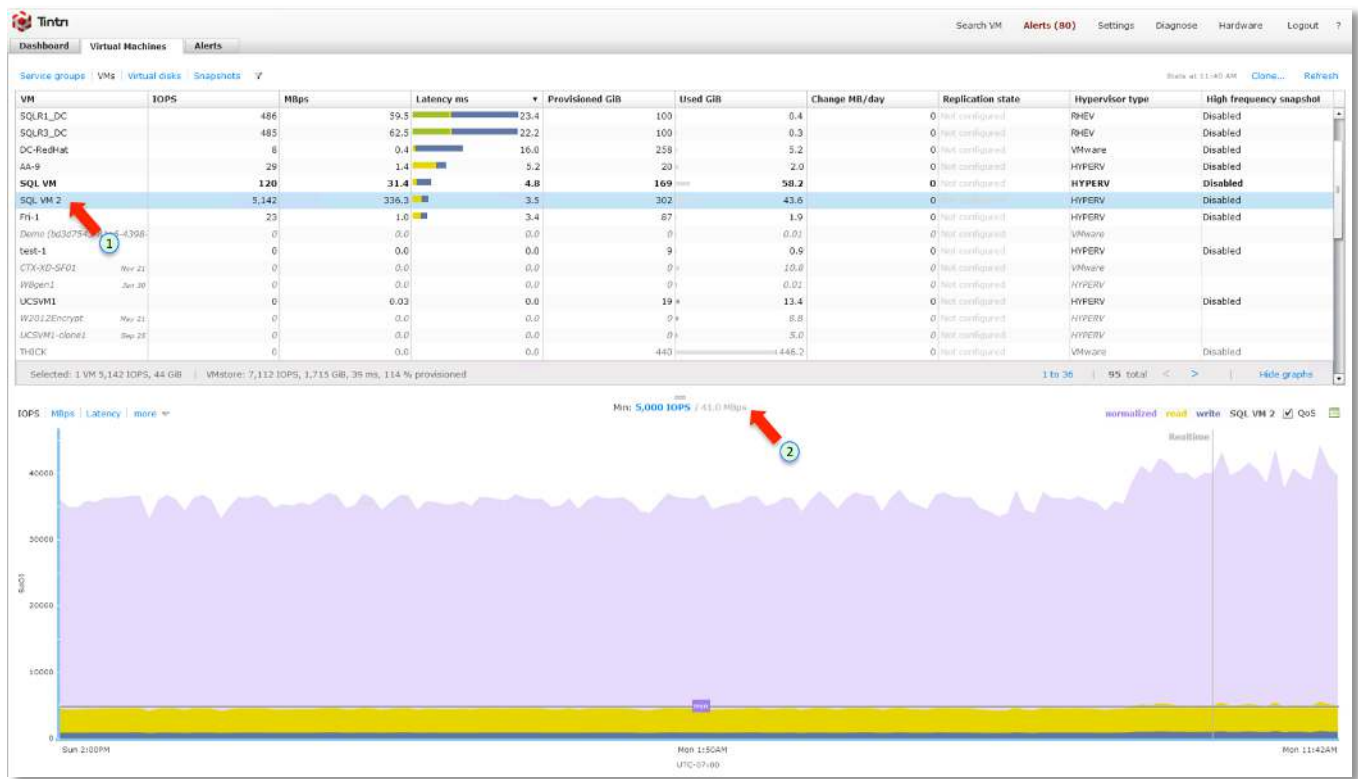 Tintri
Search VM Alerts (80) Settings Diagnose Hardware Logout ?
Dashboard Virtual Machines Alerts
Service groups VMs Virtual disks Snapshots Stats at 11:40 AM Clone... Refresh
VM IOPS MBps Latency ms Provisioned GiB Used GiB Change MB/day Replication state Hypervisor type High frequency snapshot
SQLR1_DC 486 59.5 23.4 100 0.4 0 Not configured RHEV Disabled
SQLR3_DC 485 62.5 22.2 100 0.3 0 Not configured RHEV Disabled
DC-RedHat 8 0.4 16.0 258 5.2 0 Not configured VMware Disabled
AA-9 29 1.4 5.2 20 2.0 0 Not configured HYPERV Disabled
SQL VM 120 31.4 4.8 169 58.2 0 Not configured HYPERV Disabled
SQL VM 2 5,142 336.3 3.5 302 43.6 0 Not configured HYPERV Disabled
Fri-1 23 1.0 3.4 87 1.9 0 Not configured HYPERV Disabled
Demo 0 0.0 0.0 0 0.01 0 Not configured VMware
1
test-1 0 0.0 0.0 9 0.9 0 Not configured HYPERV Disabled
CTX-XD-SF01 Nov 21 0 0.0 0.0 0 10.8 0 Not configured VMware
W8gen1 0 0.0 0.0 0 0.01 0 Not configured HYPERV
UCSVM1 0 0.03 0.0 19 13.4 0 Not configured HYPERV Disabled
W2012Encrypt May 21 0 0.0 0.0 0 8.8 0 Not configured HYPERV
UCSVM1-clone1 Sep 25 0 0.0 0.0 0 5.0 0 Not configured HYPERV
THICK 0 0.0 0.0 440 446.2 0 Not configured VMware Disabled
Selected: 1 VM 5,142 IOPS, 44 GiB | VMstore: 7,112 IOPS, 1,715 GiB, 39 ms, 114 % provisioned 1 to 36 | 95 total < > | Hide graphs
IOPS MBps Latency more Min: 5,000 IOPS / 41.0 MBps normalized read write SQL VM 2 QoS
2
Realtime
40000
30000
IOPS
20000
10000
min
0
Sun 2:00PM Mon 1:50AM Mon 11:42AM
UTC-07:00